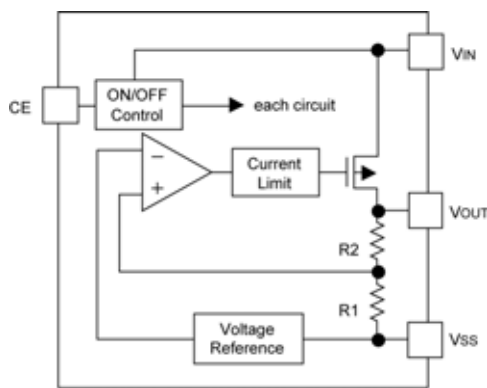 VIN
ON/OFF
Control
CE
each circuit
−
+
Current
Limit
VOUT
R2
R1
Voltage
Reference
VSS